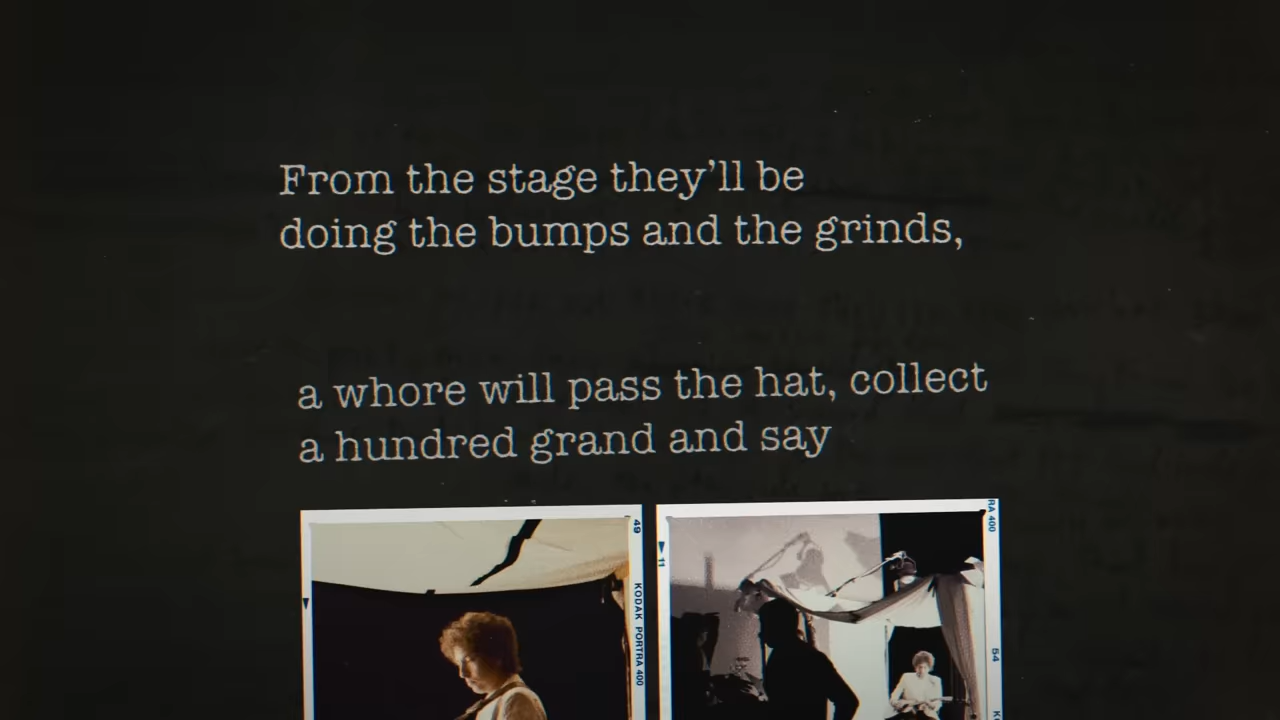 From the stage they’ll be
doing the bumps and the grinds,
a whore will pass the hat, collect
a hundred grand and say
49
KODAK PORTRA 400
11
RA 400
54
K